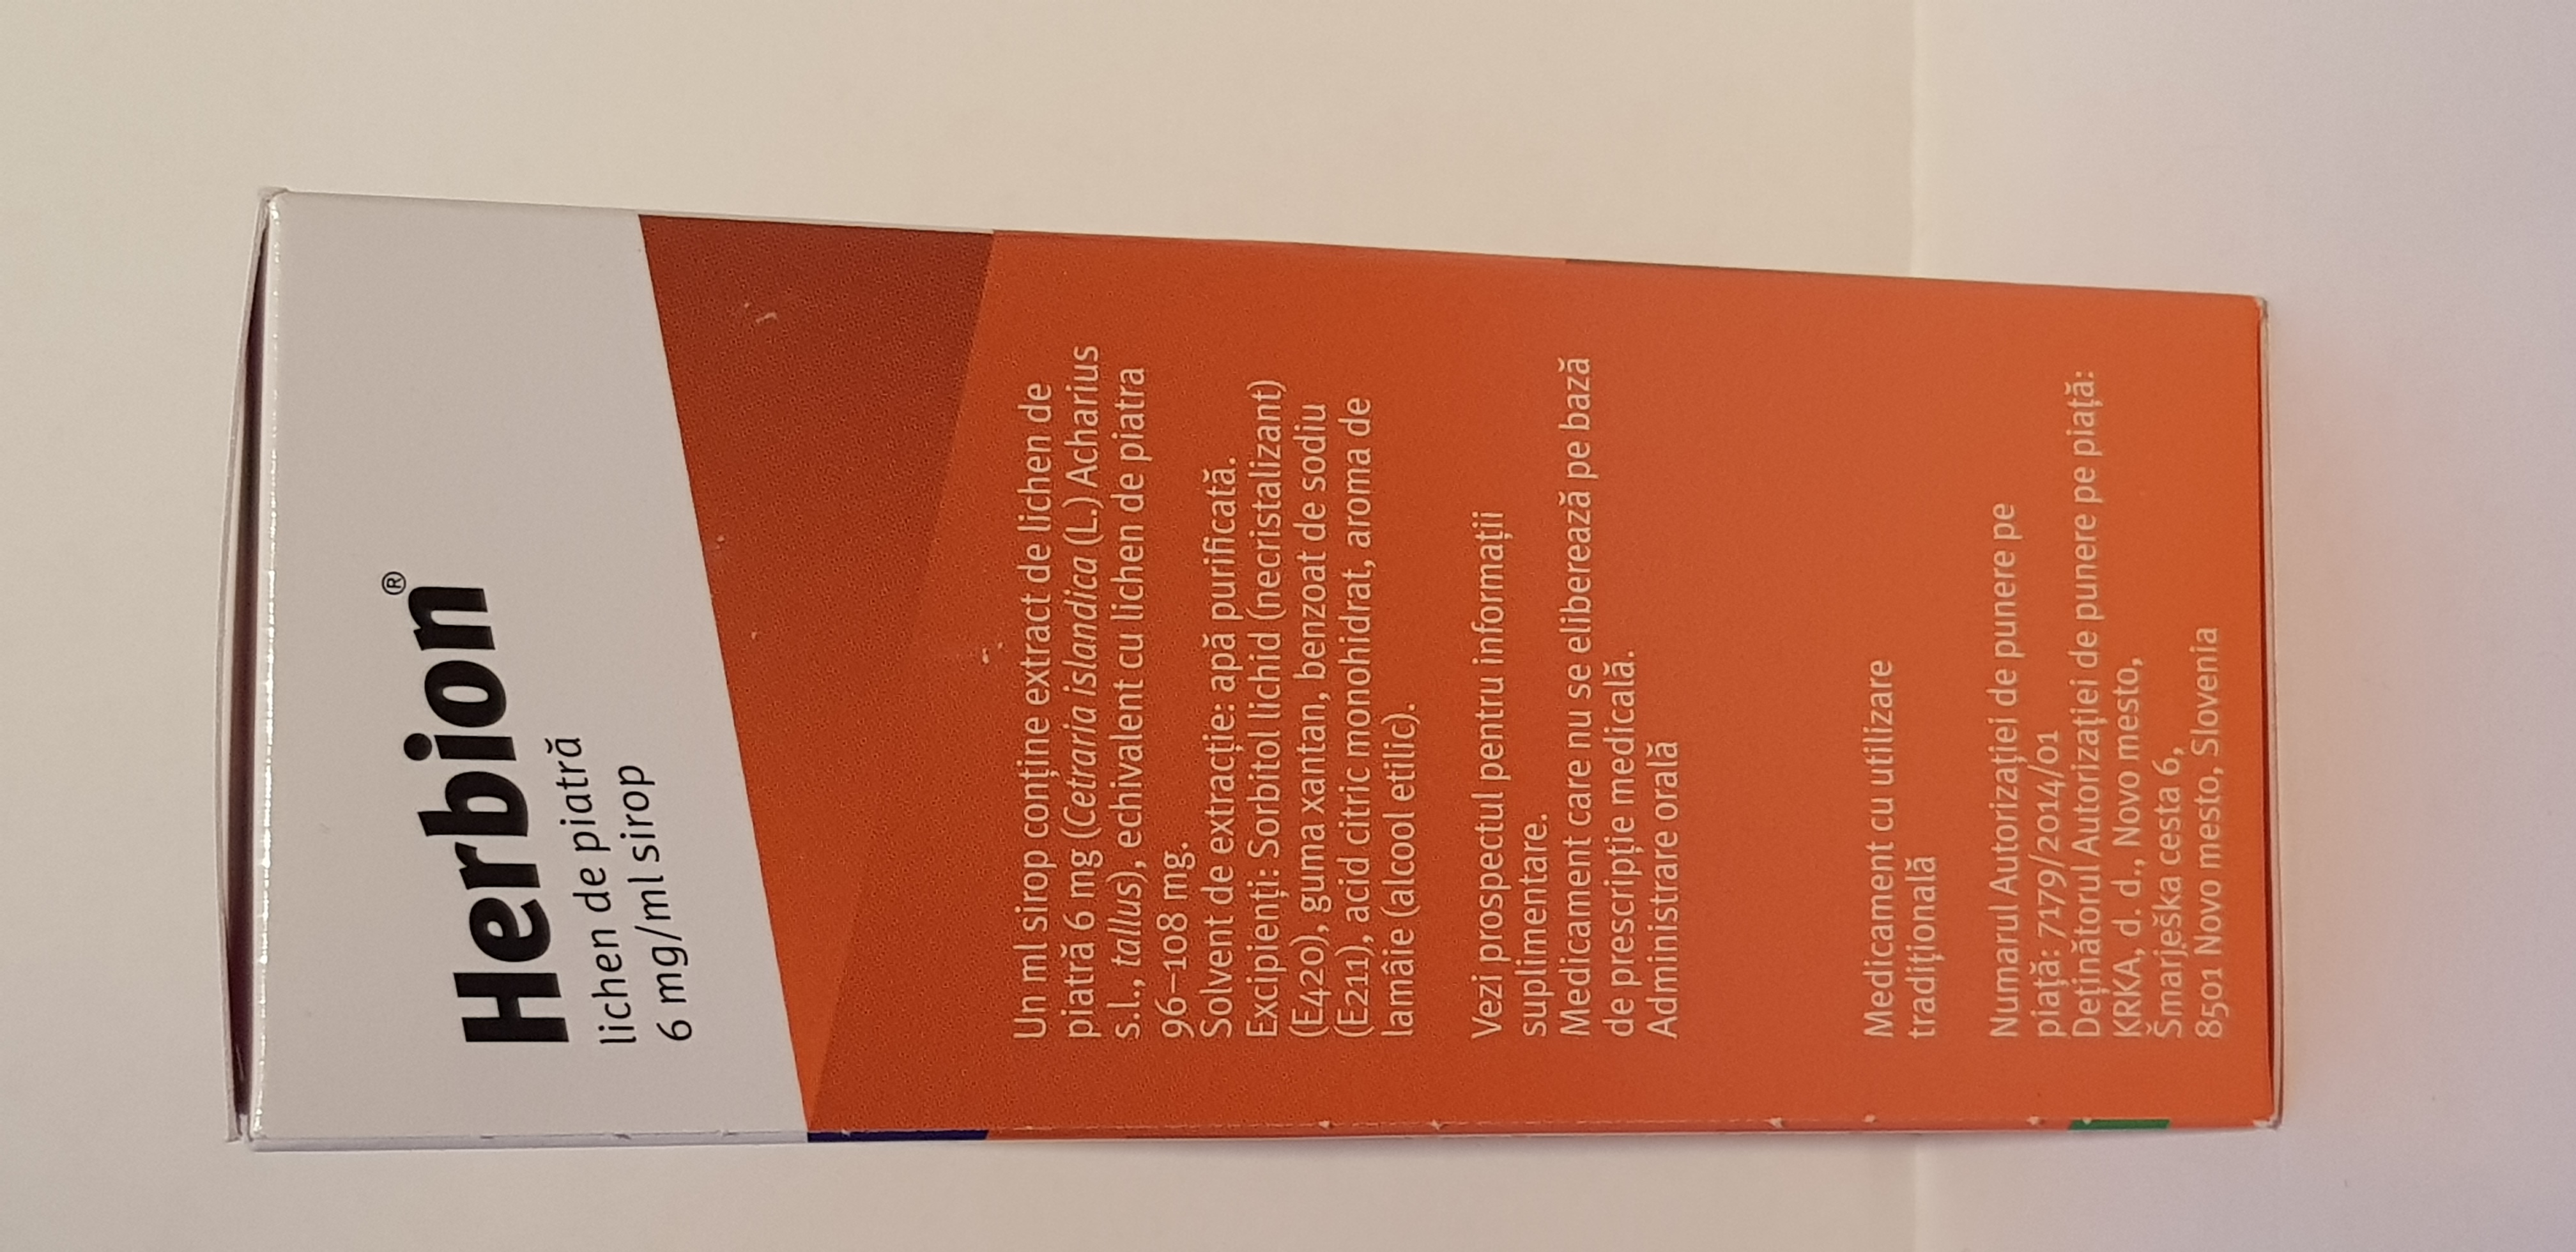 Herbion®
lichen de piatră
6 mg/ml sirop
Un ml sirop conține extract de lichen de
piatră 6 mg (Cetraria islandica (L.) Acharius
s.l., tallus), echivalent cu lichen de piatra
96–108 mg.
Solvent de extracție: apă purificată.
Excipienți: Sorbitol lichid (necristalizant)
(E420), guma xantan, benzoat de sodiu
(E211), acid citric monohidrat, aroma de
lamâie (alcool etilic).
Vezi prospectul pentru informații
suplimentare.
Medicament care nu se eliberează pe bază
de prescripție medicală.
Administrare orală
Medicament cu utilizare
tradițională
Numarul Autorizației de punere pe
piață: 7179/2014/01
Deținătorul Autorizației de punere pe piață:
KRKA, d. d., Novo mesto,
Šmarješka cesta 6,
8501 Novo mesto, Slovenia